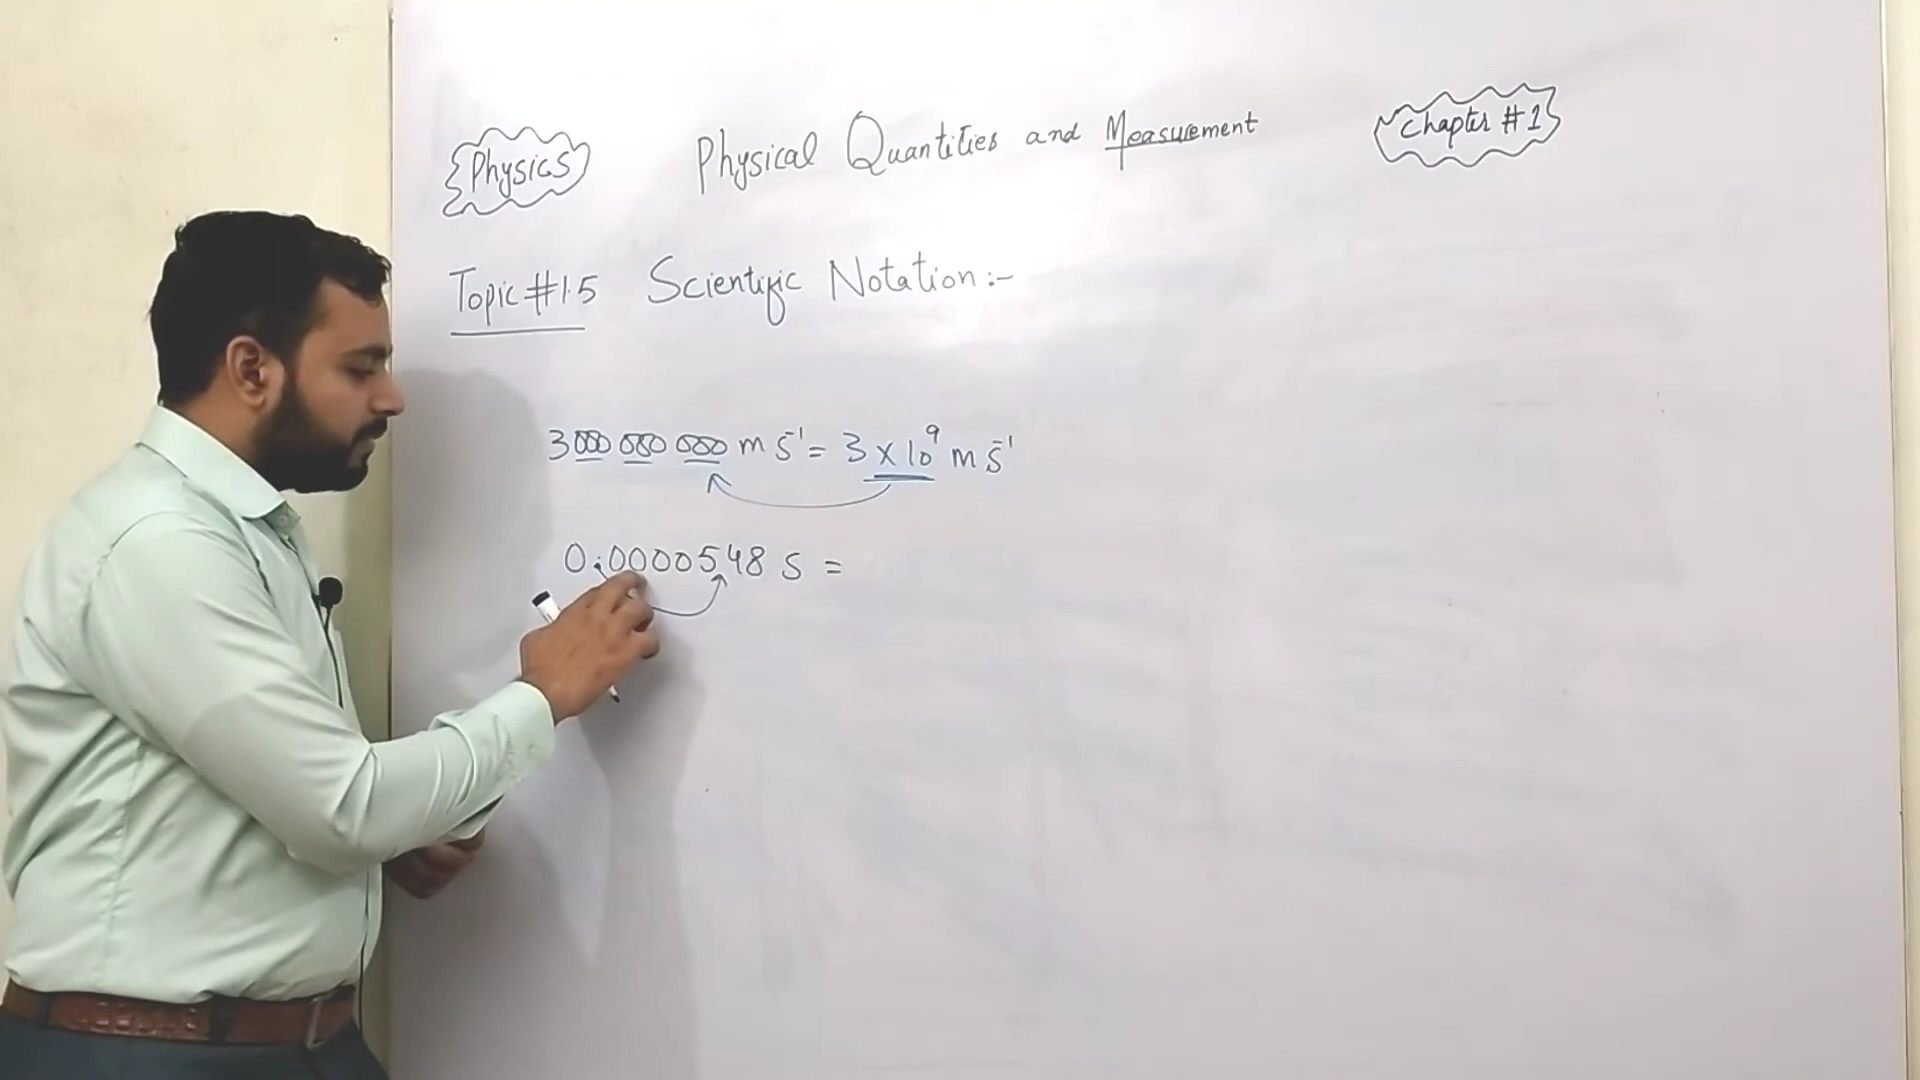 Physics Physical Quantities and Measurement Chapter #1
Topic #1.5 Scientific Notation:-
3000 000 000 m s⁻¹ = 3 x 10⁹ m s⁻¹
0.0000548 s =